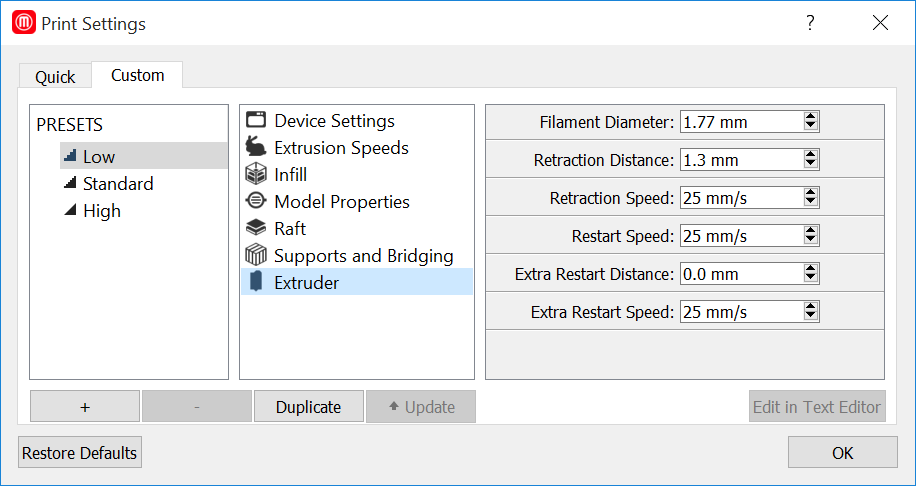 Print Settings ?
Quick Custom
PRESETS
Low
Standard
High
Device Settings
Extrusion Speeds
Infill
Model Properties
Raft
Supports and Bridging
Extruder
Filament Diameter: 1.77 mm
Retraction Distance: 1.3 mm
Retraction Speed: 25 mm/s
Restart Speed: 25 mm/s
Extra Restart Distance: 0.0 mm
Extra Restart Speed: 25 mm/s
+ - Duplicate Update Edit in Text Editor
Restore Defaults OK